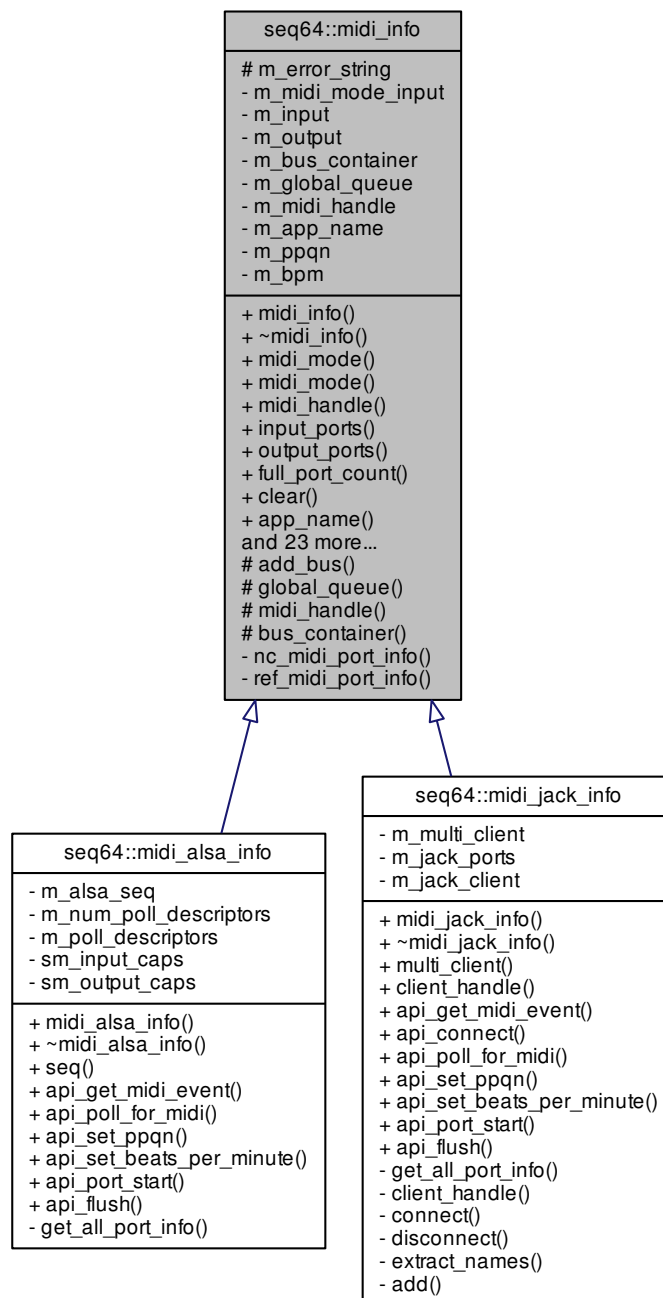 seq64::midi_info
# m_error_string
- m_midi_mode_input
- m_input
- m_output
- m_bus_container
- m_global_queue
- m_midi_handle
- m_app_name
- m_ppqn
- m_bpm
+ midi_info()
+ ~midi_info()
+ midi_mode()
+ midi_mode()
+ midi_handle()
+ input_ports()
+ output_ports()
+ full_port_count()
+ clear()
+ app_name()
and 23 more...
# add_bus()
# global_queue()
# midi_handle()
# bus_container()
- nc_midi_port_info()
- ref_midi_port_info()
seq64::midi_alsa_info
- m_alsa_seq
- m_num_poll_descriptors
- m_poll_descriptors
- sm_input_caps
- sm_output_caps
+ midi_alsa_info()
+ ~midi_alsa_info()
+ seq()
+ api_get_midi_event()
+ api_poll_for_midi()
+ api_set_ppqn()
+ api_set_beats_per_minute()
+ api_port_start()
+ api_flush()
- get_all_port_info()
seq64::midi_jack_info
- m_multi_client
- m_jack_ports
- m_jack_client
+ midi_jack_info()
+ ~midi_jack_info()
+ multi_client()
+ client_handle()
+ api_get_midi_event()
+ api_connect()
+ api_poll_for_midi()
+ api_set_ppqn()
+ api_set_beats_per_minute()
+ api_port_start()
+ api_flush()
- get_all_port_info()
- client_handle()
- connect()
- disconnect()
- extract_names()
- add()